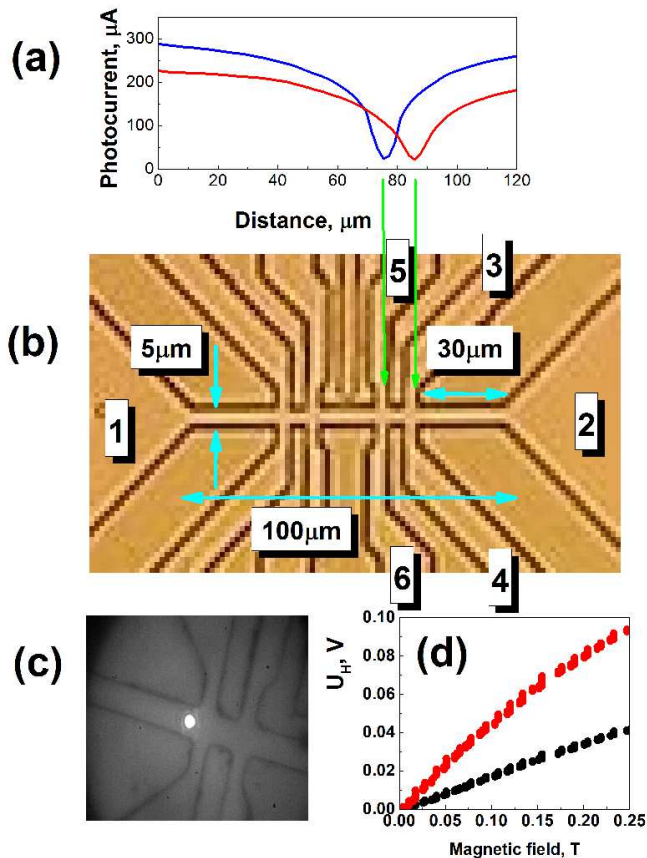 (a)
Photocurrent, μA
300
200
100
0
0 20 40 60 80 100 120
Distance, μm
(b)
5
3
5μm
30μm
1
2
100μm
6
4
(c)
(d)
U_H, V
0.10
0.08
0.06
0.04
0.02
0.00
0.00 0.05 0.10 0.15 0.20 0.25
Magnetic field, T